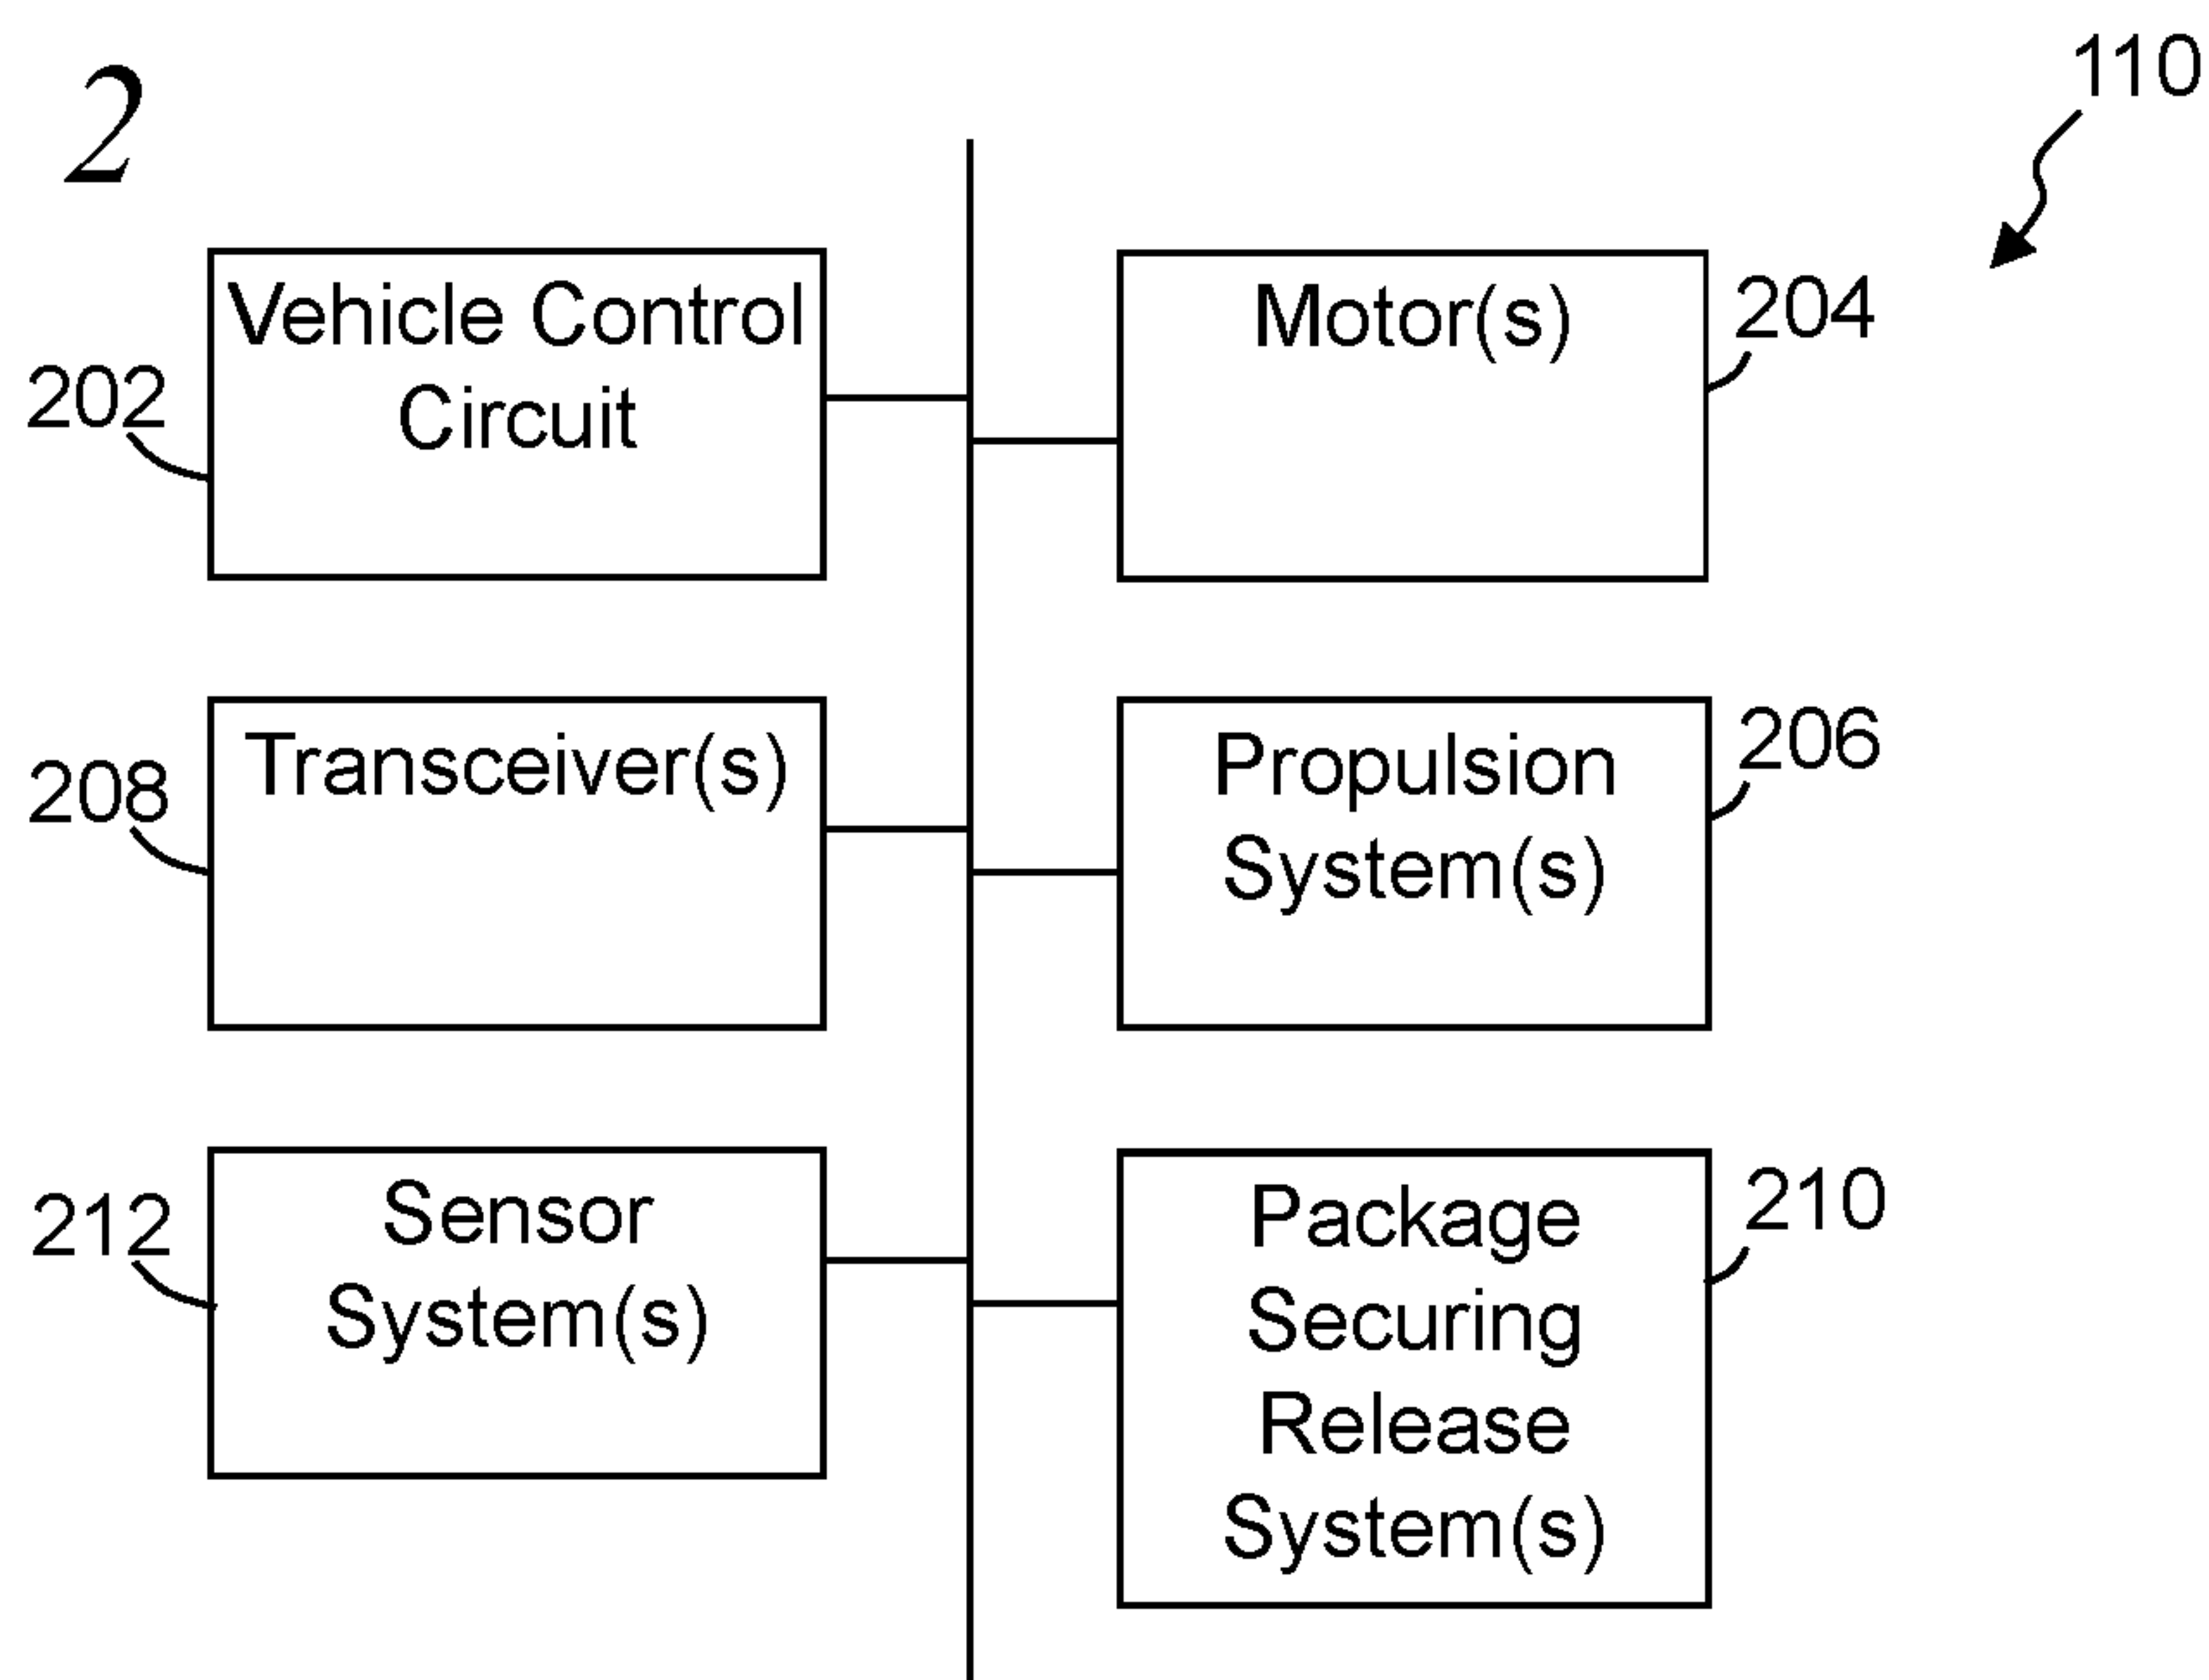 2
110
Vehicle Control
Circuit
202
Motor(s)
204
Transceiver(s)
208
Propulsion
System(s)
206
Sensor
System(s)
212
Package
Securing
Release
System(s)
210